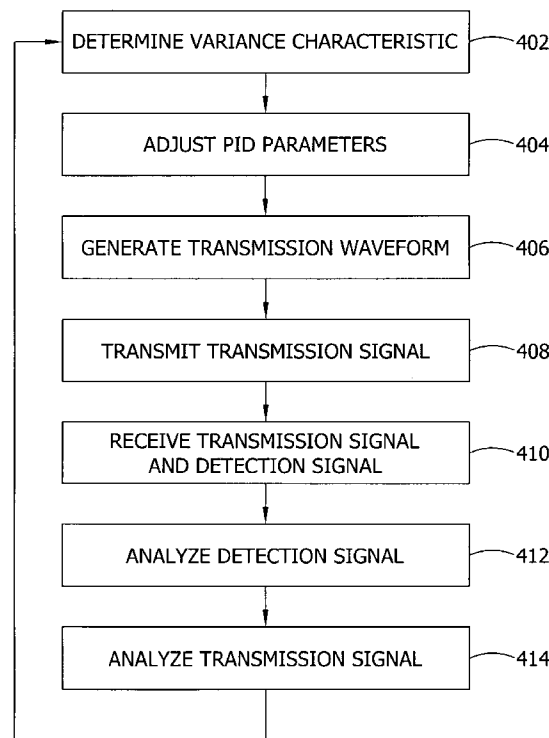 DETERMINE VARIANCE CHARACTERISTIC 402
ADJUST PID PARAMETERS 404
GENERATE TRANSMISSION WAVEFORM 406
TRANSMIT TRANSMISSION SIGNAL 408
RECEIVE TRANSMISSION SIGNAL
AND DETECTION SIGNAL 410
ANALYZE DETECTION SIGNAL 412
ANALYZE TRANSMISSION SIGNAL 414